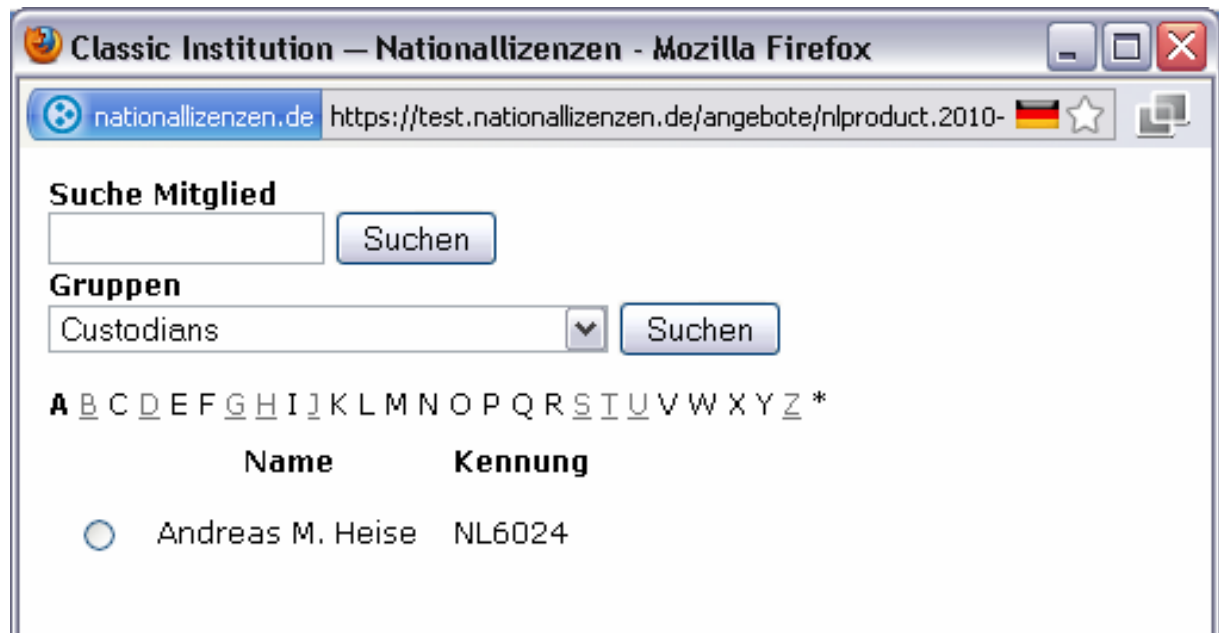 Classic Institution — Nationallizenzen - Mozilla Firefox
nationallizenzen.de https://test.nationallizenzen.de/angebote/nlproduct.2010-
Suche Mitglied
Suchen
Gruppen
Custodians Suchen
A B C D E F G H I J K L M N O P Q R S T U V W X Y Z *
Name Kennung
Andreas M. Heise NL6024